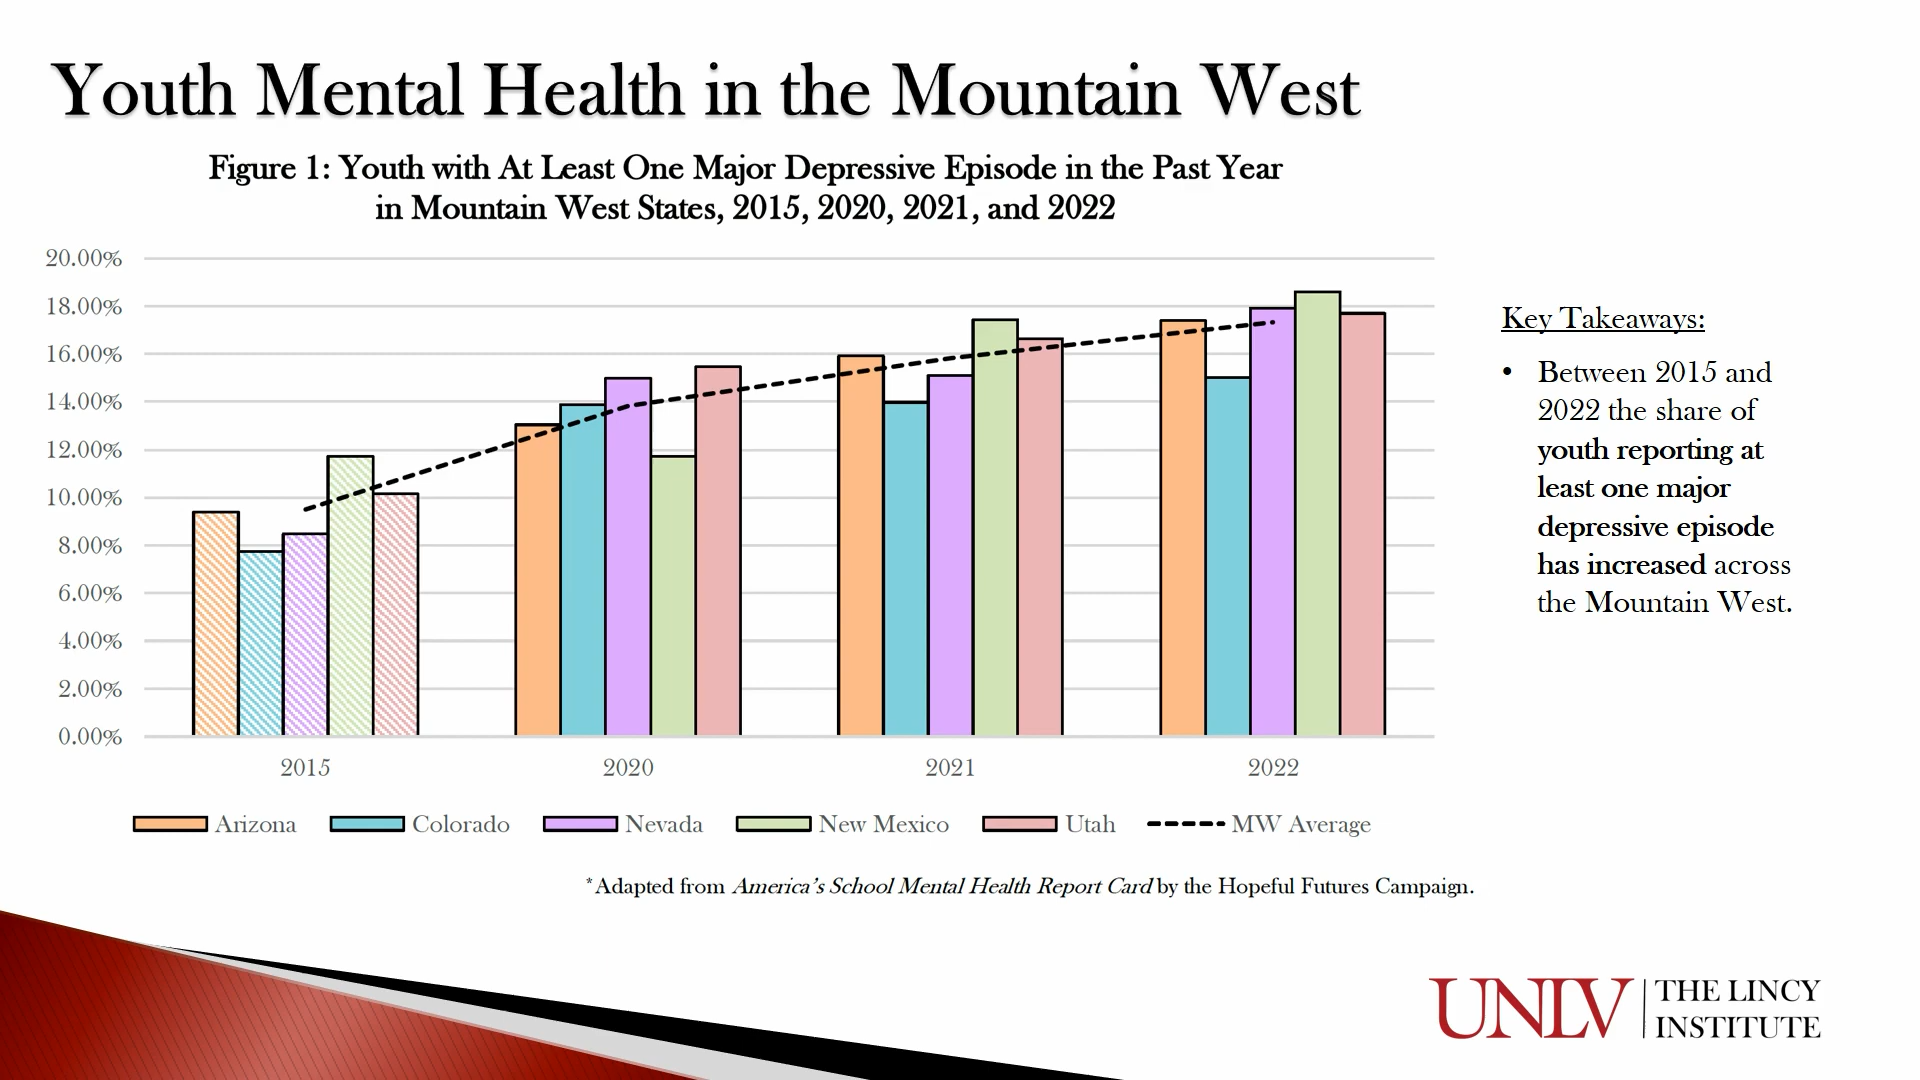 Youth Mental Health in the Mountain West
Figure 1: Youth with At Least One Major Depressive Episode in the Past Year
in Mountain West States, 2015, 2020, 2021, and 2022
20.00%
18.00%
16.00%
14.00%
12.00%
10.00%
8.00%
6.00%
4.00%
2.00%
0.00%
2015
2020
2021
2022
Arizona
Colorado
Nevada
New Mexico
Utah
MW Average
*Adapted from America's School Mental Health Report Card by the Hopeful Futures Campaign.
Key Takeaways:
• Between 2015 and
2022 the share of
youth reporting at
least one major
depressive episode
has increased across
the Mountain West.
UNLV
THE LINCY
INSTITUTE